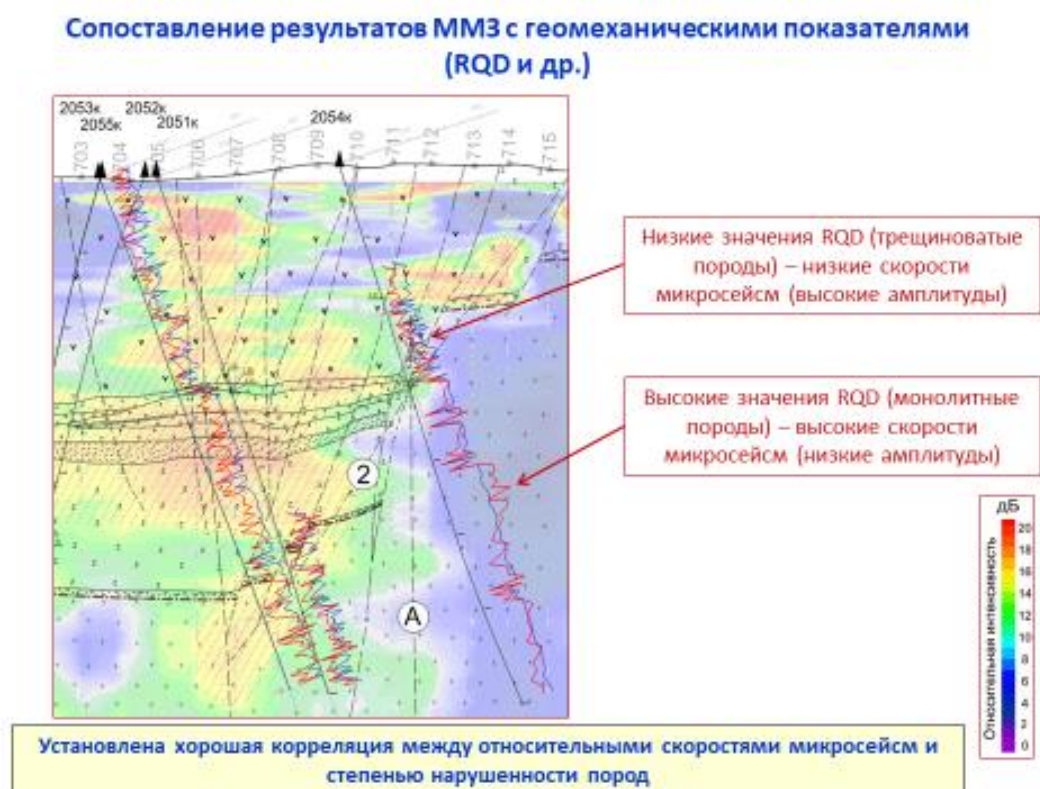 Сопоставление результатов ММЗ с геомеханическими показателями
(RQD и др.)
2053к
2052к
2055к
2051к
2054к
703
704
705
706
707
708
709
710
711
712
713
714
715
Низкие значения RQD (трещиноватые
породы) – низкие скорости
микросейсм (высокие амплитуды)
Высокие значения RQD (монолитные
породы) – высокие скорости
микросейсм (низкие амплитуды)
2
А
дБ
Относительная интенсивность
20
18
16
14
12
10
8
6
4
2
0
Установлена хорошая корреляция между относительными скоростями микросейсм и
степенью нарушенности пород